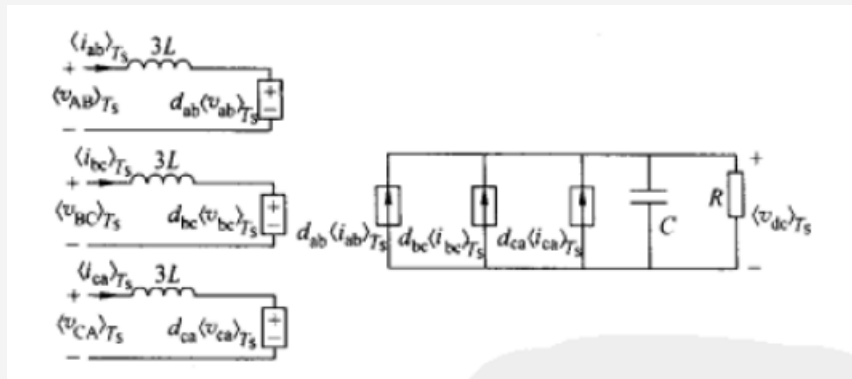 ⟨i_ab⟩_Ts 3L
+
⟨v_AB⟩_Ts d_ab⟨v_ab⟩_Ts + −
−
⟨i_bc⟩_Ts 3L
+
⟨v_BC⟩_Ts d_bc⟨v_bc⟩_Ts + −
−
⟨i_ca⟩_Ts 3L
+
⟨v_CA⟩_Ts d_ca⟨v_ca⟩_Ts + −
−
d_ab⟨i_ab⟩_Ts d_bc⟨i_bc⟩_Ts d_ca⟨i_ca⟩_Ts C R + ⟨v_dc⟩_Ts −